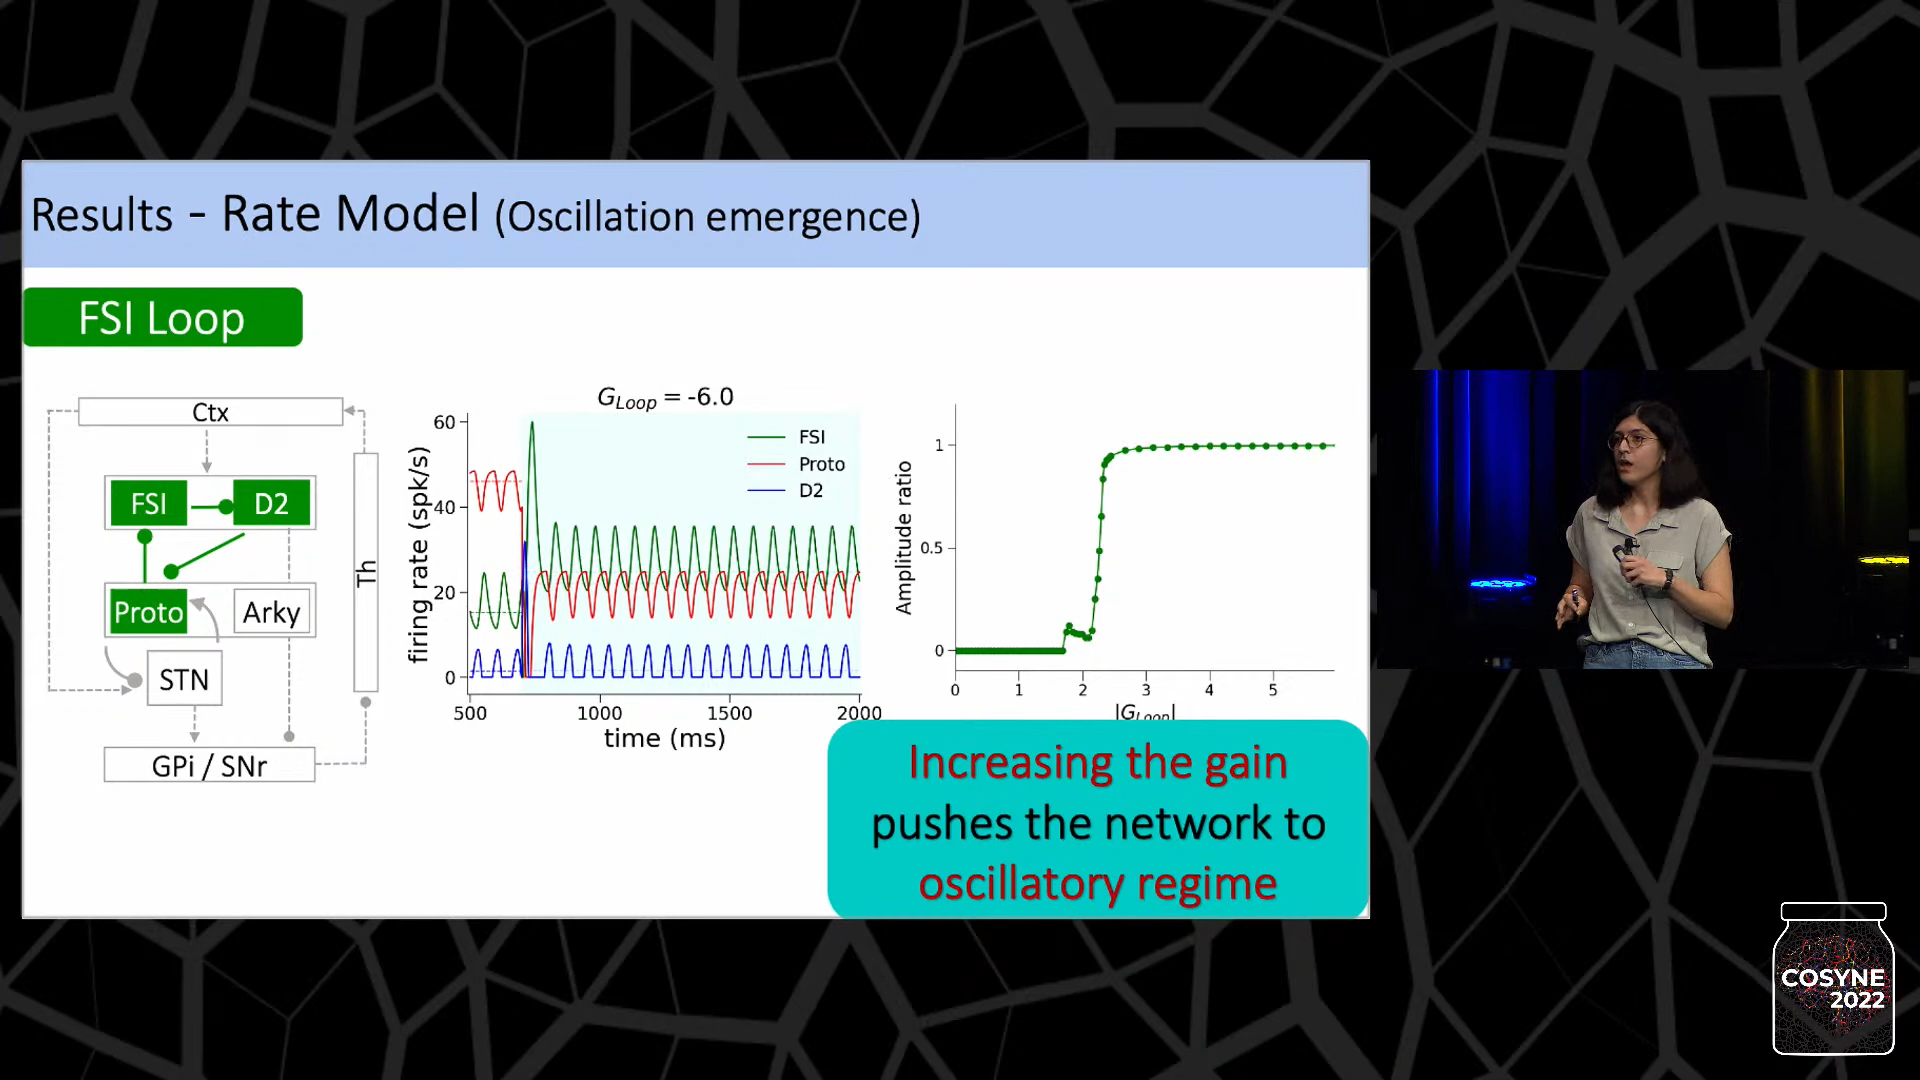 Results - Rate Model (Oscillation emergence)
FSI Loop
Ctx
FSI
D2
Th
Proto
Arky
STN
GPi / SNr
G_Loop = -6.0
firing rate (spk/s)
60
40
20
0
FSI
Proto
D2
500
1000
1500
2000
time (ms)
Amplitude ratio
1
0.5
0
0
1
2
3
4
5
|G_Loop|
Increasing the gain
pushes the network to
oscillatory regime
COSYNE
2022